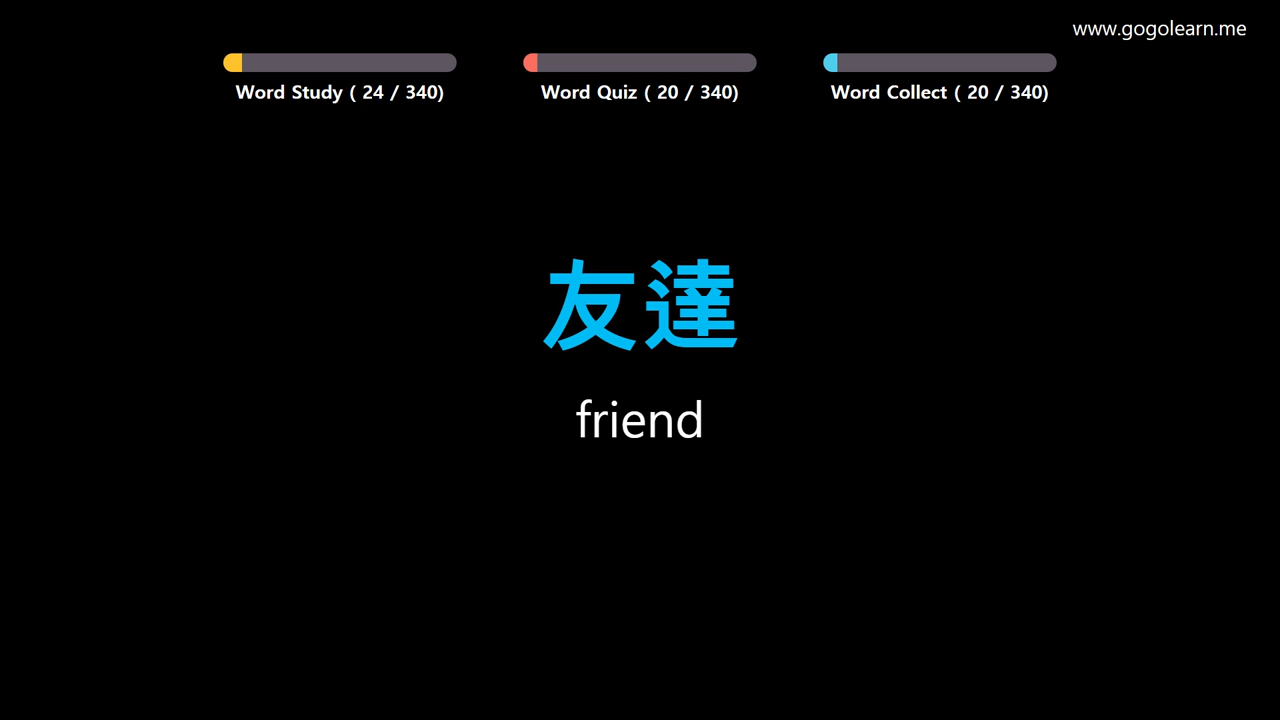 www.gogolearn.me
Word Study ( 24 / 340)
Word Quiz ( 20 / 340)
Word Collect ( 20 / 340)
友達
friend